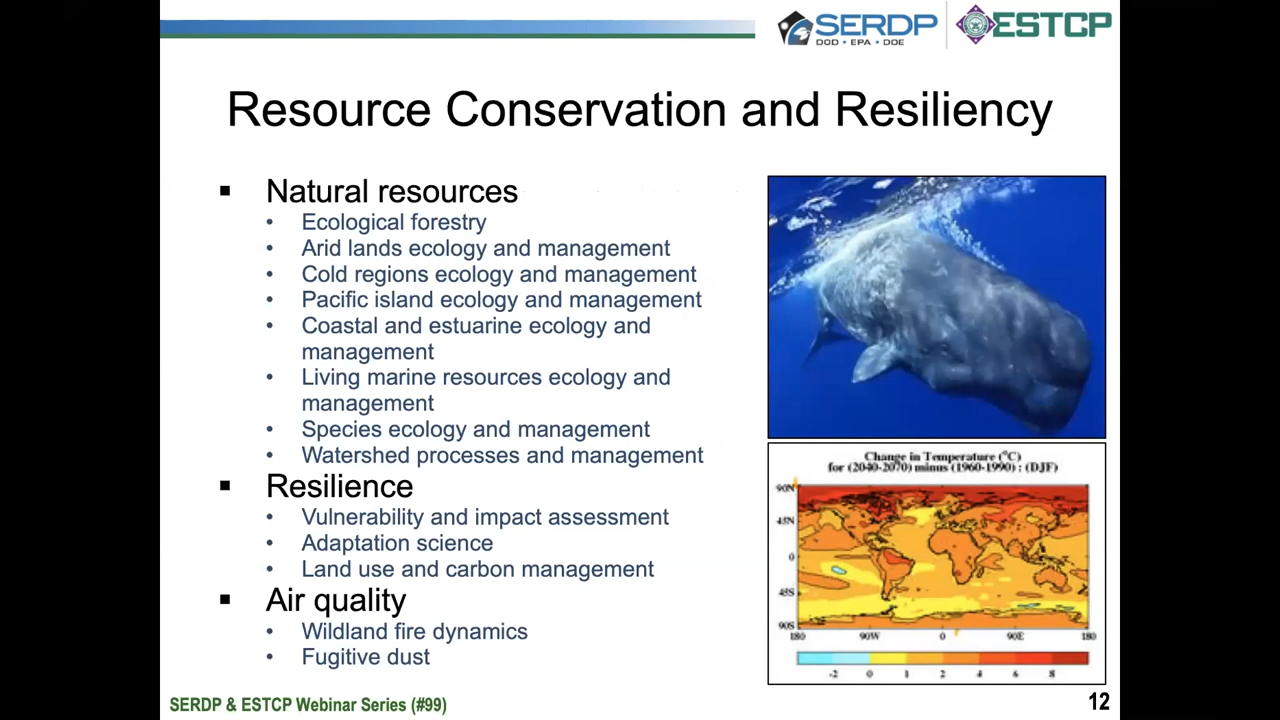 SERDP
DOD • EPA • DOE
ESTCP
Resource Conservation and Resiliency
▪ Natural resources
• Ecological forestry
• Arid lands ecology and management
• Cold regions ecology and management
• Pacific island ecology and management
• Coastal and estuarine ecology and
management
• Living marine resources ecology and
management
• Species ecology and management
• Watershed processes and management
▪ Resilience
• Vulnerability and impact assessment
• Adaptation science
• Land use and carbon management
▪ Air quality
• Wildland fire dynamics
• Fugitive dust
Change in Temperature (°C)
for (2040-2070) minus (1960-1990) : (DJF)
90N
45N
0
45S
90S
180 90W 0 90E 180
-2 0 1 2 4 6 8
SERDP & ESTCP Webinar Series (#99)
12